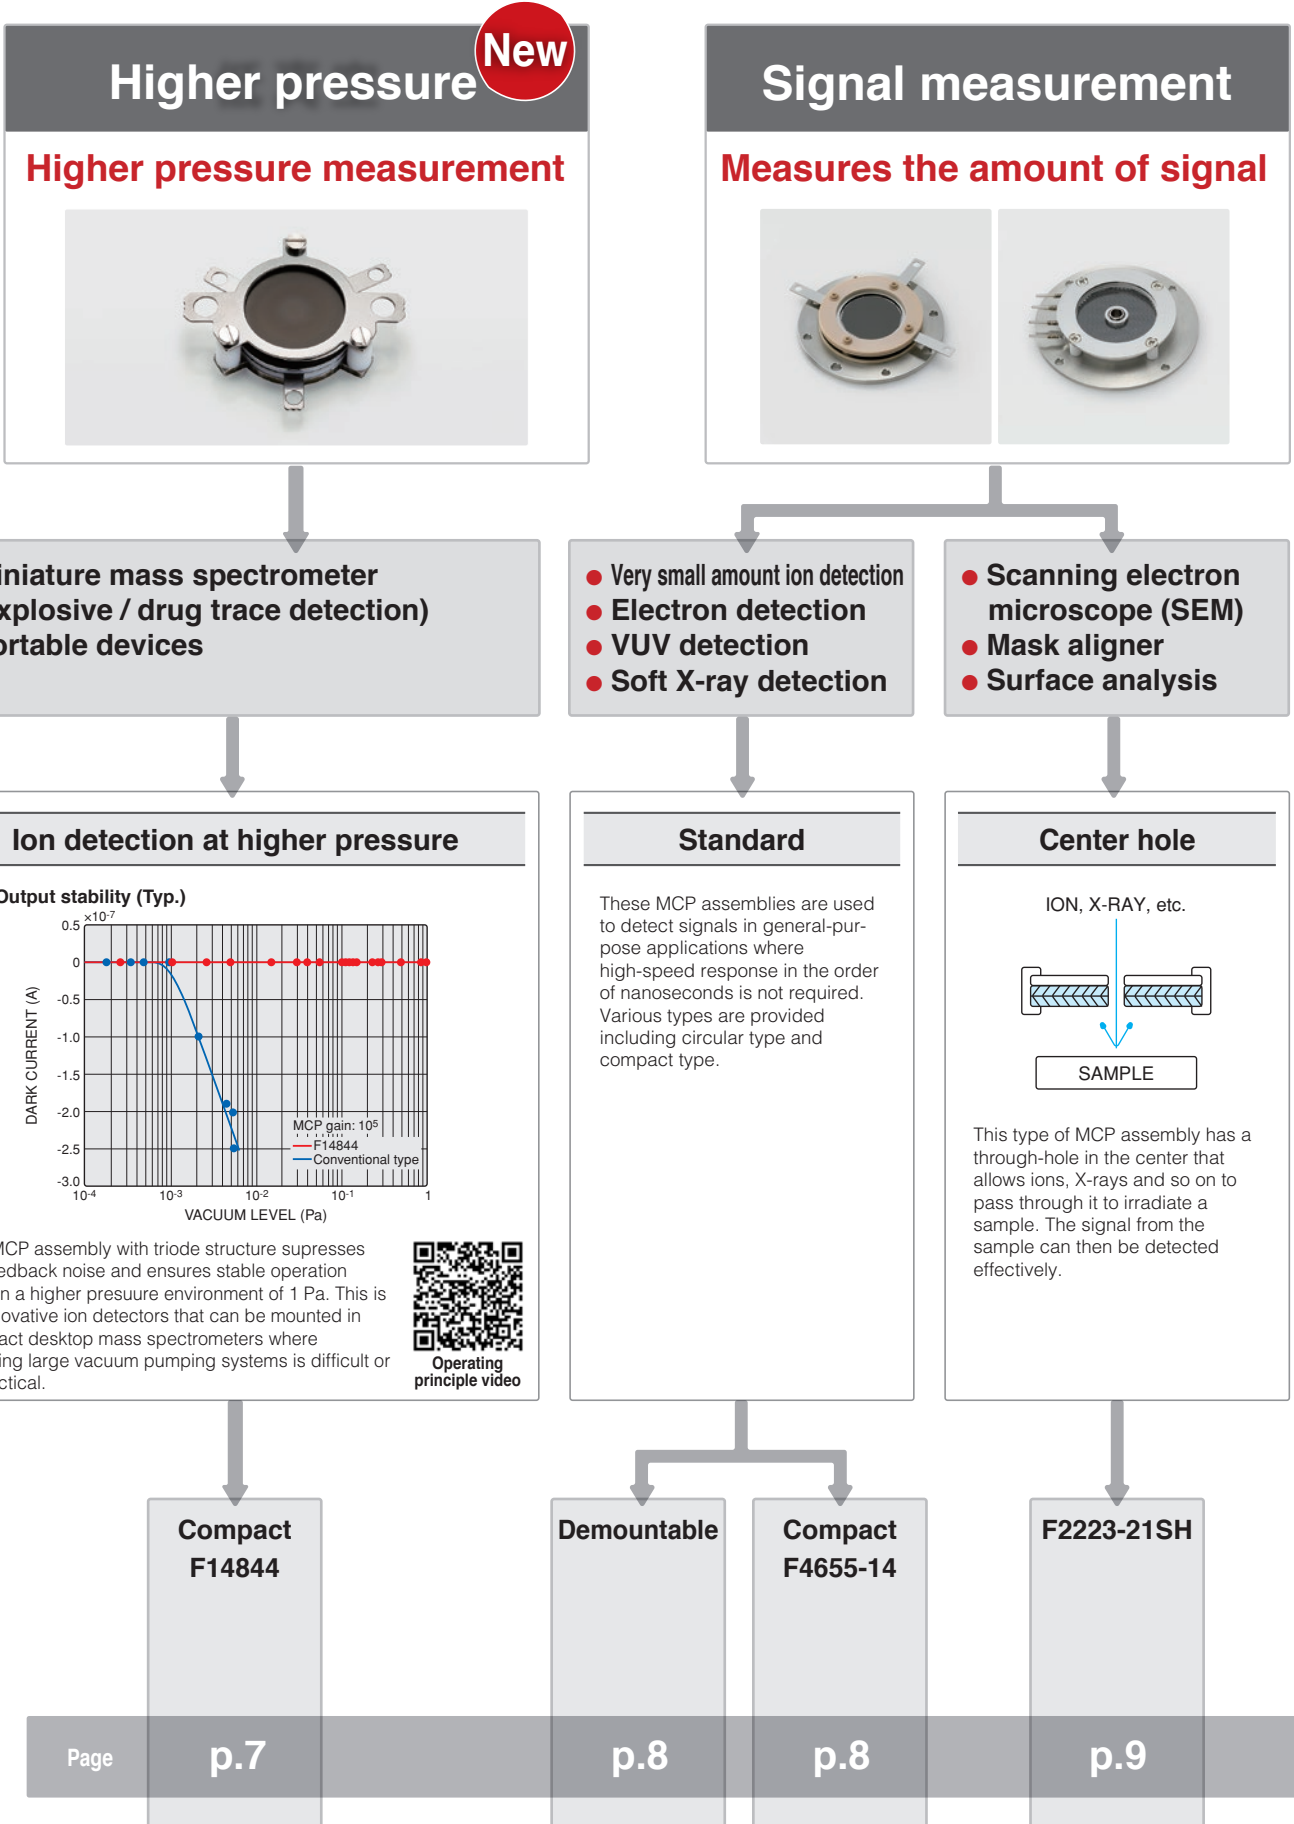 Higher pressure
New
Higher pressure measurement
Signal measurement
Measures the amount of signal
iniature mass spectrometer
xplosive / drug trace detection)
ortable devices
● Very small amount ion detection
● Electron detection
● VUV detection
● Soft X-ray detection
● Scanning electron
microscope (SEM)
● Mask aligner
● Surface analysis
Ion detection at higher pressure
Output stability (Typ.)
×10-7
0.5
0
-0.5
-1.0
-1.5
-2.0
-2.5
-3.0
DARK CURRENT (A)
MCP gain: 105
F14844
Conventional type
10-4 10-3 10-2 10-1 1
VACUUM LEVEL (Pa)
MCP assembly with triode structure supresses
edback noise and ensures stable operation
n a higher presuure environment of 1 Pa. This is
ovative ion detectors that can be mounted in
act desktop mass spectrometers where
ing large vacuum pumping systems is difficult or
ctical.
Operating
principle video
Standard
These MCP assemblies are used
to detect signals in general-pur-
pose applications where
high-speed response in the order
of nanoseconds is not required.
Various types are provided
including circular type and
compact type.
Center hole
ION, X-RAY, etc.
SAMPLE
This type of MCP assembly has a
through-hole in the center that
allows ions, X-rays and so on to
pass through it to irradiate a
sample. The signal from the
sample can then be detected
effectively.
Compact
F14844
Demountable
Compact
F4655-14
F2223-21SH
Page p.7 p.8 p.8 p.9